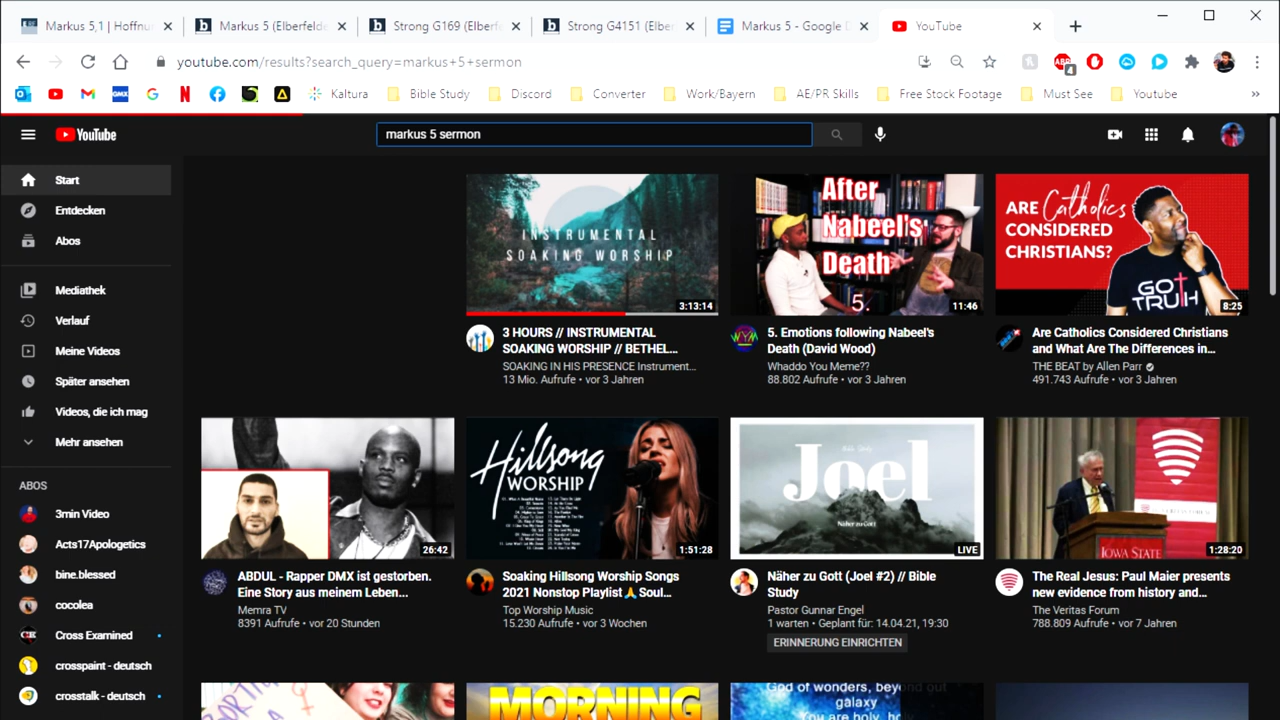 Markus 5,1 | Hoffnun
Markus 5 (Elberfelde
Strong G169 (Elberfe
Strong G4151 (Elber
Markus 5 - Google D
YouTube
youtube.com/results?search_query=markus+5+sermon
ABP
4
GMX
Kaltura
Bible Study
Discord
Converter
Work/Bayern
AE/PR Skills
Free Stock Footage
Must See
Youtube
YouTube
markus 5 sermon
Start
Entdecken
Abos
Mediathek
Verlauf
Meine Videos
Später ansehen
Videos, die ich mag
Mehr ansehen
ABOS
3min Video
Acts17Apologetics
bine.blessed
cocolea
Cross Examined
crosspaint - deutsch
crosstalk - deutsch
INSTRUMENTAL
SOAKING WORSHIP
3:13:14
3 HOURS // INSTRUMENTAL
SOAKING WORSHIP // BETHEL...
SOAKING IN HIS PRESENCE Instrument...
13 Mio. Aufrufe • vor 3 Jahren
After
Nabeel's
Death
5.
11:46
5. Emotions following Nabeel's
Death (David Wood)
Whaddo You Meme??
88.802 Aufrufe • vor 3 Jahren
ARE Catholics
CONSIDERED
CHRISTIANS?
GOT
TRUTH
8:25
Are Catholics Considered Christians
and What Are The Differences in...
THE BEAT by Allen Parr
491.743 Aufrufe • vor 3 Jahren
26:42
ABDUL - Rapper DMX ist gestorben.
Eine Story aus meinem Leben...
Memra TV
8391 Aufrufe • vor 20 Stunden
Hillsong
WORSHIP
1:51:28
Soaking Hillsong Worship Songs
2021 Nonstop Playlist🙏Soul...
Top Worship Music
15.230 Aufrufe • vor 3 Wochen
Joel
Näher zu Gott
LIVE
Näher zu Gott (Joel #2) // Bible
Study
Pastor Gunnar Engel
1 warten • Geplant für: 14.04.21, 19:30
ERINNERUNG EINRICHTEN
IOWA STATE
1:28:20
The Real Jesus: Paul Maier presents
new evidence from history and...
The Veritas Forum
788.809 Aufrufe • vor 7 Jahren
MORNING
God of wonders, beyond our
galaxy
You are holy, holy